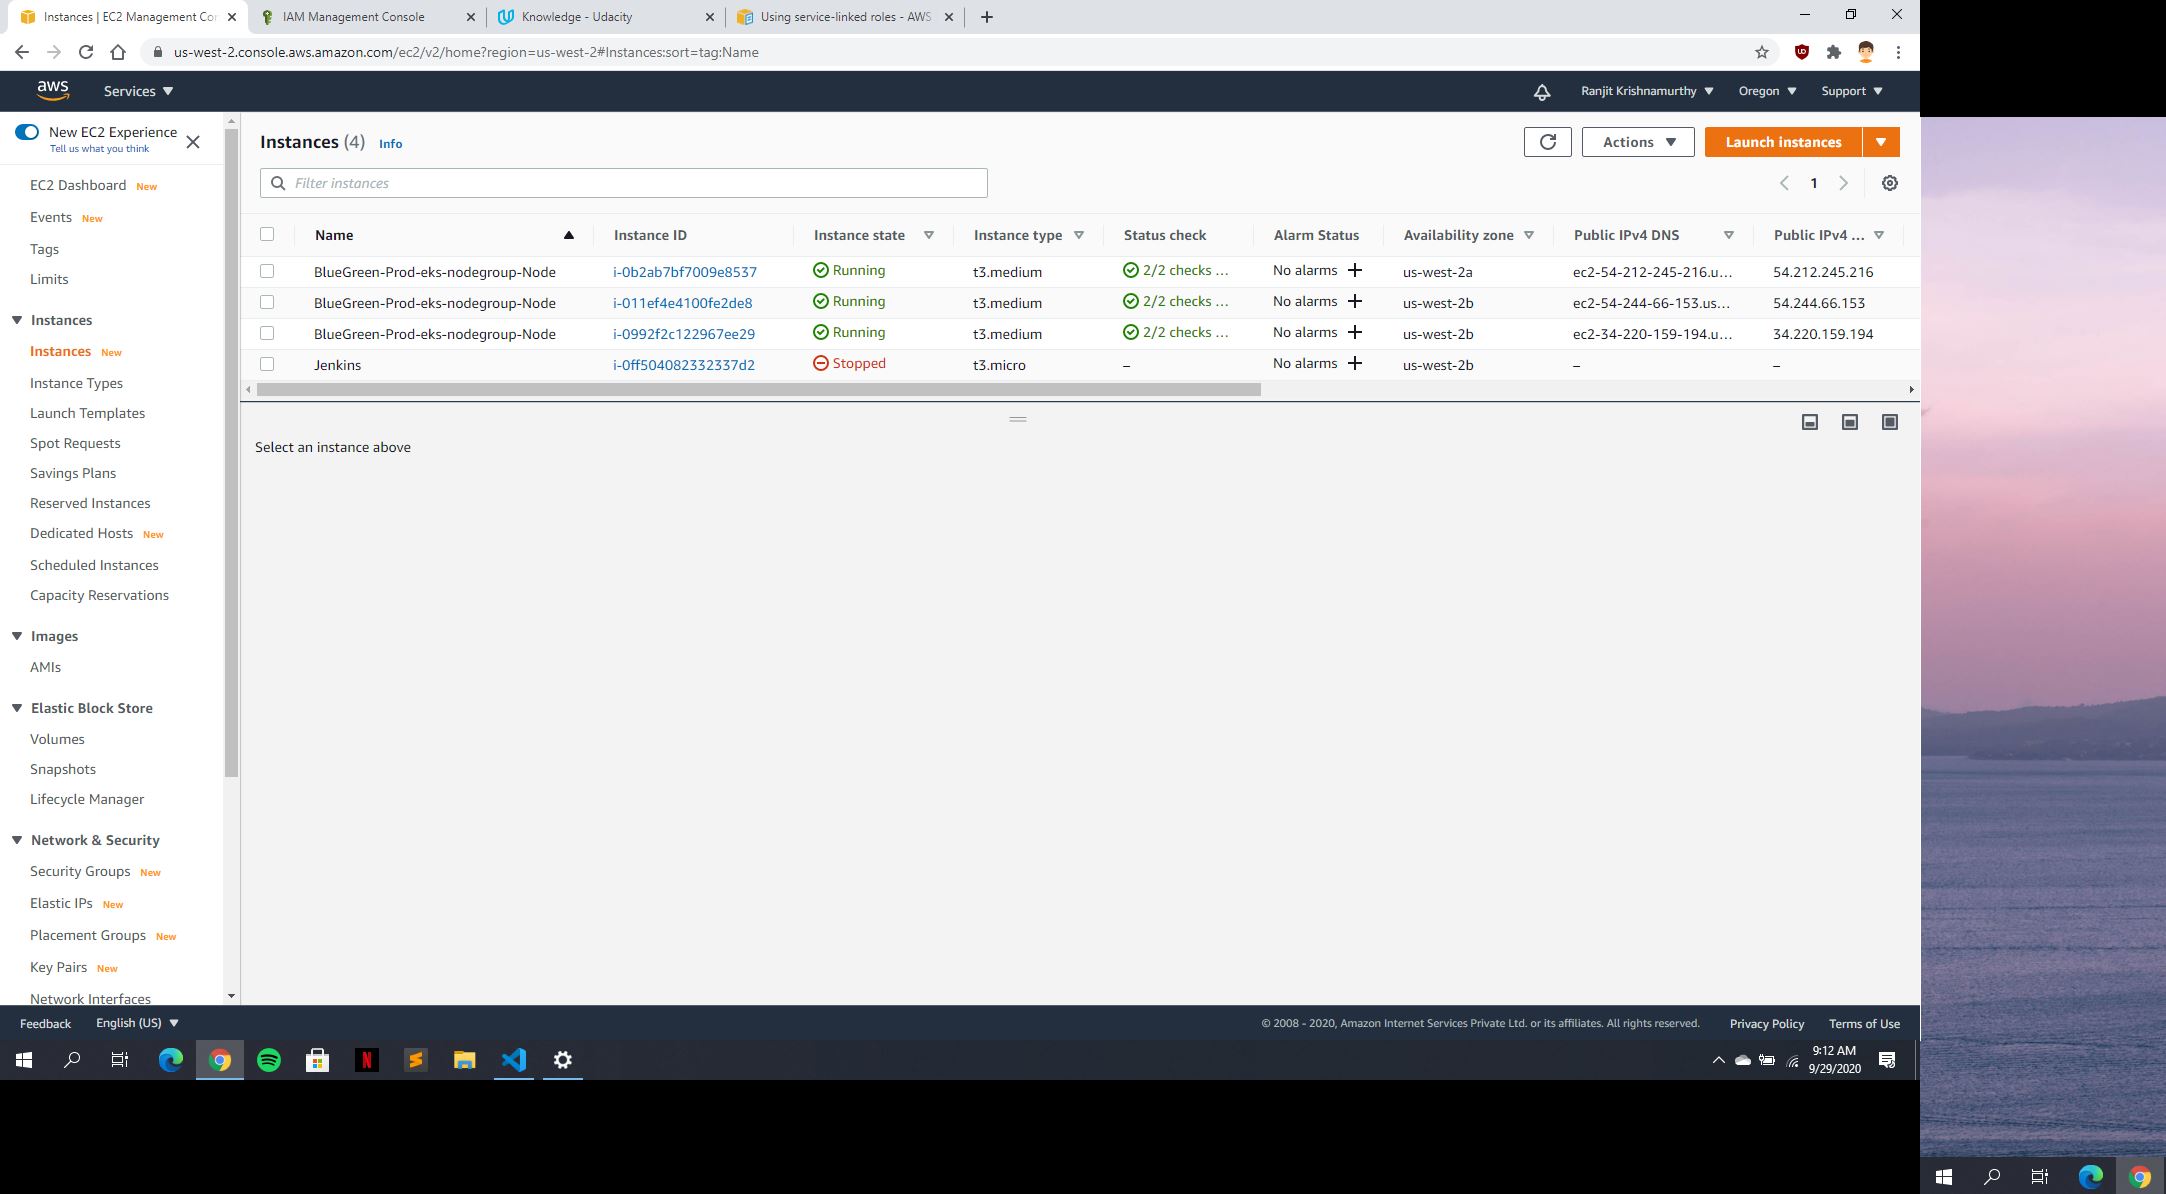 Instances | EC2 Management Con
IAM Management Console
Knowledge - Udacity
Using service-linked roles - AWS
us-west-2.console.aws.amazon.com/ec2/v2/home?region=us-west-2#Instances:sort=tag:Name
aws
Services
Ranjit Krishnamurthy
Oregon
Support
New EC2 Experience
Tell us what you think
EC2 Dashboard New
Events New
Tags
Limits
Instances
Instances New
Instance Types
Launch Templates
Spot Requests
Savings Plans
Reserved Instances
Dedicated Hosts New
Scheduled Instances
Capacity Reservations
Images
AMIs
Elastic Block Store
Volumes
Snapshots
Lifecycle Manager
Network & Security
Security Groups New
Elastic IPs New
Placement Groups New
Key Pairs New
Network Interfaces
Instances (4) Info
Actions
Launch instances
Filter instances
1
Name Instance ID Instance state Instance type Status check Alarm Status Availability zone Public IPv4 DNS Public IPv4 ...
BlueGreen-Prod-eks-nodegroup-Node i-0b2ab7bf7009e8537 Running t3.medium 2/2 checks ... No alarms + us-west-2a ec2-54-212-245-216.u... 54.212.245.216
BlueGreen-Prod-eks-nodegroup-Node i-011ef4e4100fe2de8 Running t3.medium 2/2 checks ... No alarms + us-west-2b ec2-54-244-66-153.us... 54.244.66.153
BlueGreen-Prod-eks-nodegroup-Node i-0992f2c122967ee29 Running t3.medium 2/2 checks ... No alarms + us-west-2b ec2-34-220-159-194.u... 34.220.159.194
Jenkins i-0ff504082332337d2 Stopped t3.micro – No alarms + us-west-2b – –
Select an instance above
Feedback
English (US)
© 2008 - 2020, Amazon Internet Services Private Ltd. or its affiliates. All rights reserved.
Privacy Policy
Terms of Use
9:12 AM
9/29/2020